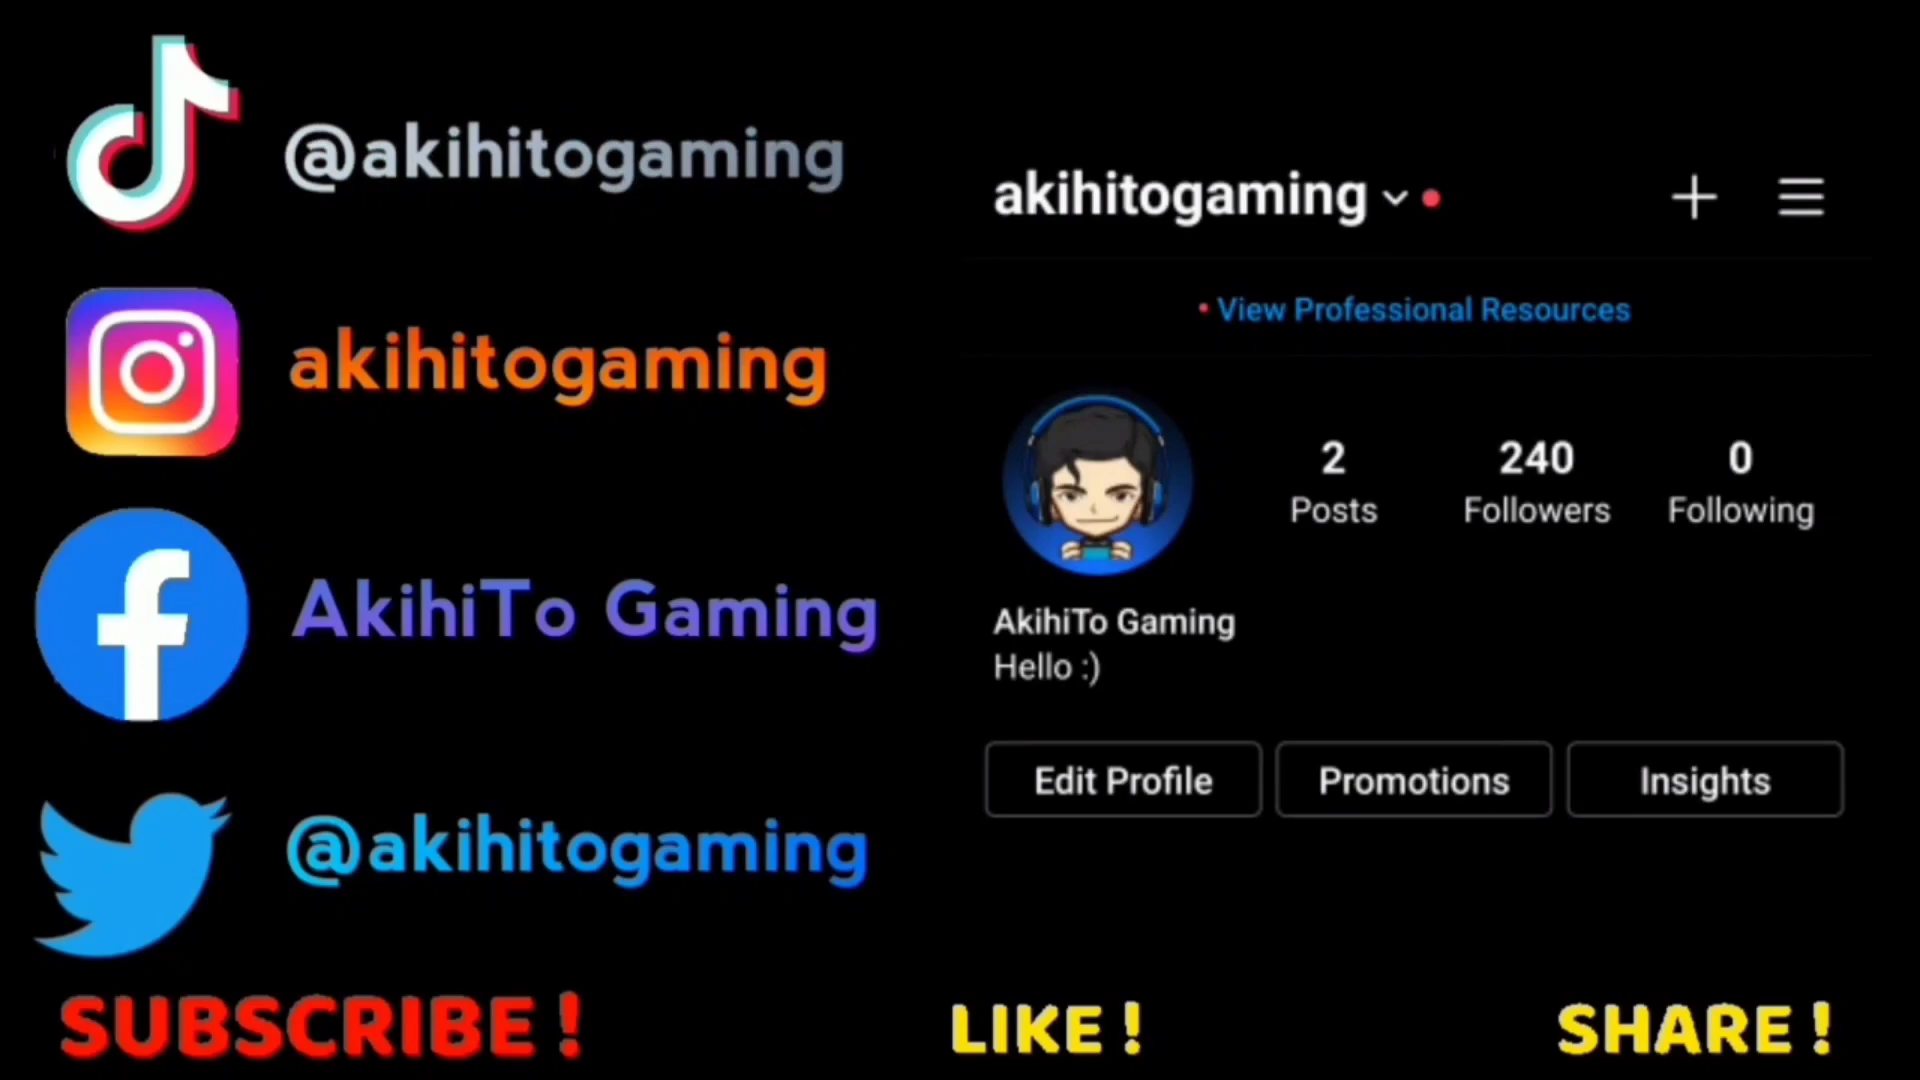 @akihitogaming
akihitogaming
AkihiTo Gaming
@akihitogaming
akihitogaming
• View Professional Resources
2 240 0
Posts Followers Following
AkihiTo Gaming
Hello :)
Edit Profile Promotions Insights
SUBSCRIBE ! LIKE ! SHARE !